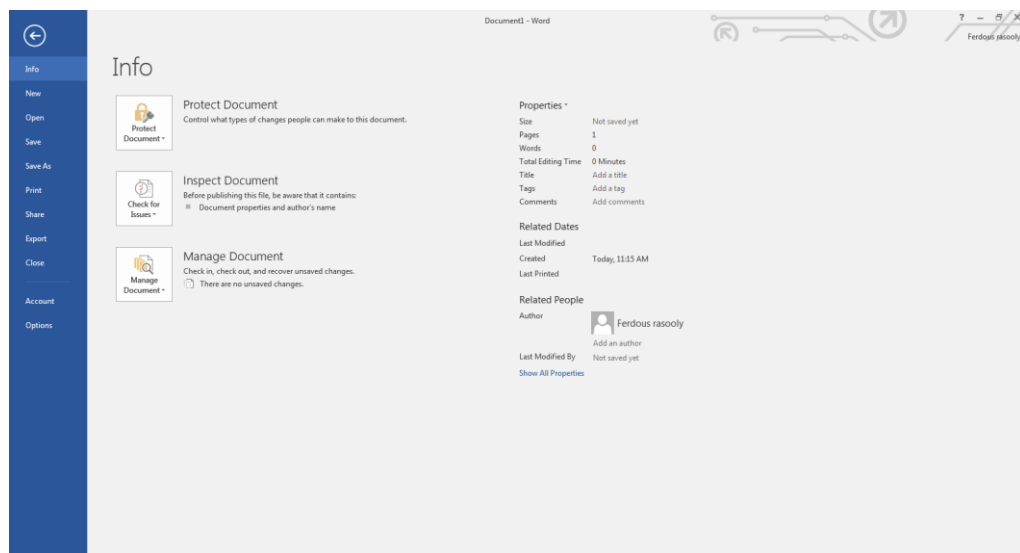 Document1 - Word
?
Ferdous rasooly
Info
New
Open
Save
Save As
Print
Share
Export
Close
Account
Options
Info
Protect Document
Protect Document
Control what types of changes people can make to this document.
Check for Issues
Inspect Document
Before publishing this file, be aware that it contains:
Document properties and author's name
Manage Document
Manage Document
Check in, check out, and recover unsaved changes.
There are no unsaved changes.
Properties
Size Not saved yet
Pages 1
Words 0
Total Editing Time 0 Minutes
Title Add a title
Tags Add a tag
Comments Add comments
Related Dates
Last Modified
Created Today, 11:15 AM
Last Printed
Related People
Author Ferdous rasooly
Add an author
Last Modified By Not saved yet
Show All Properties